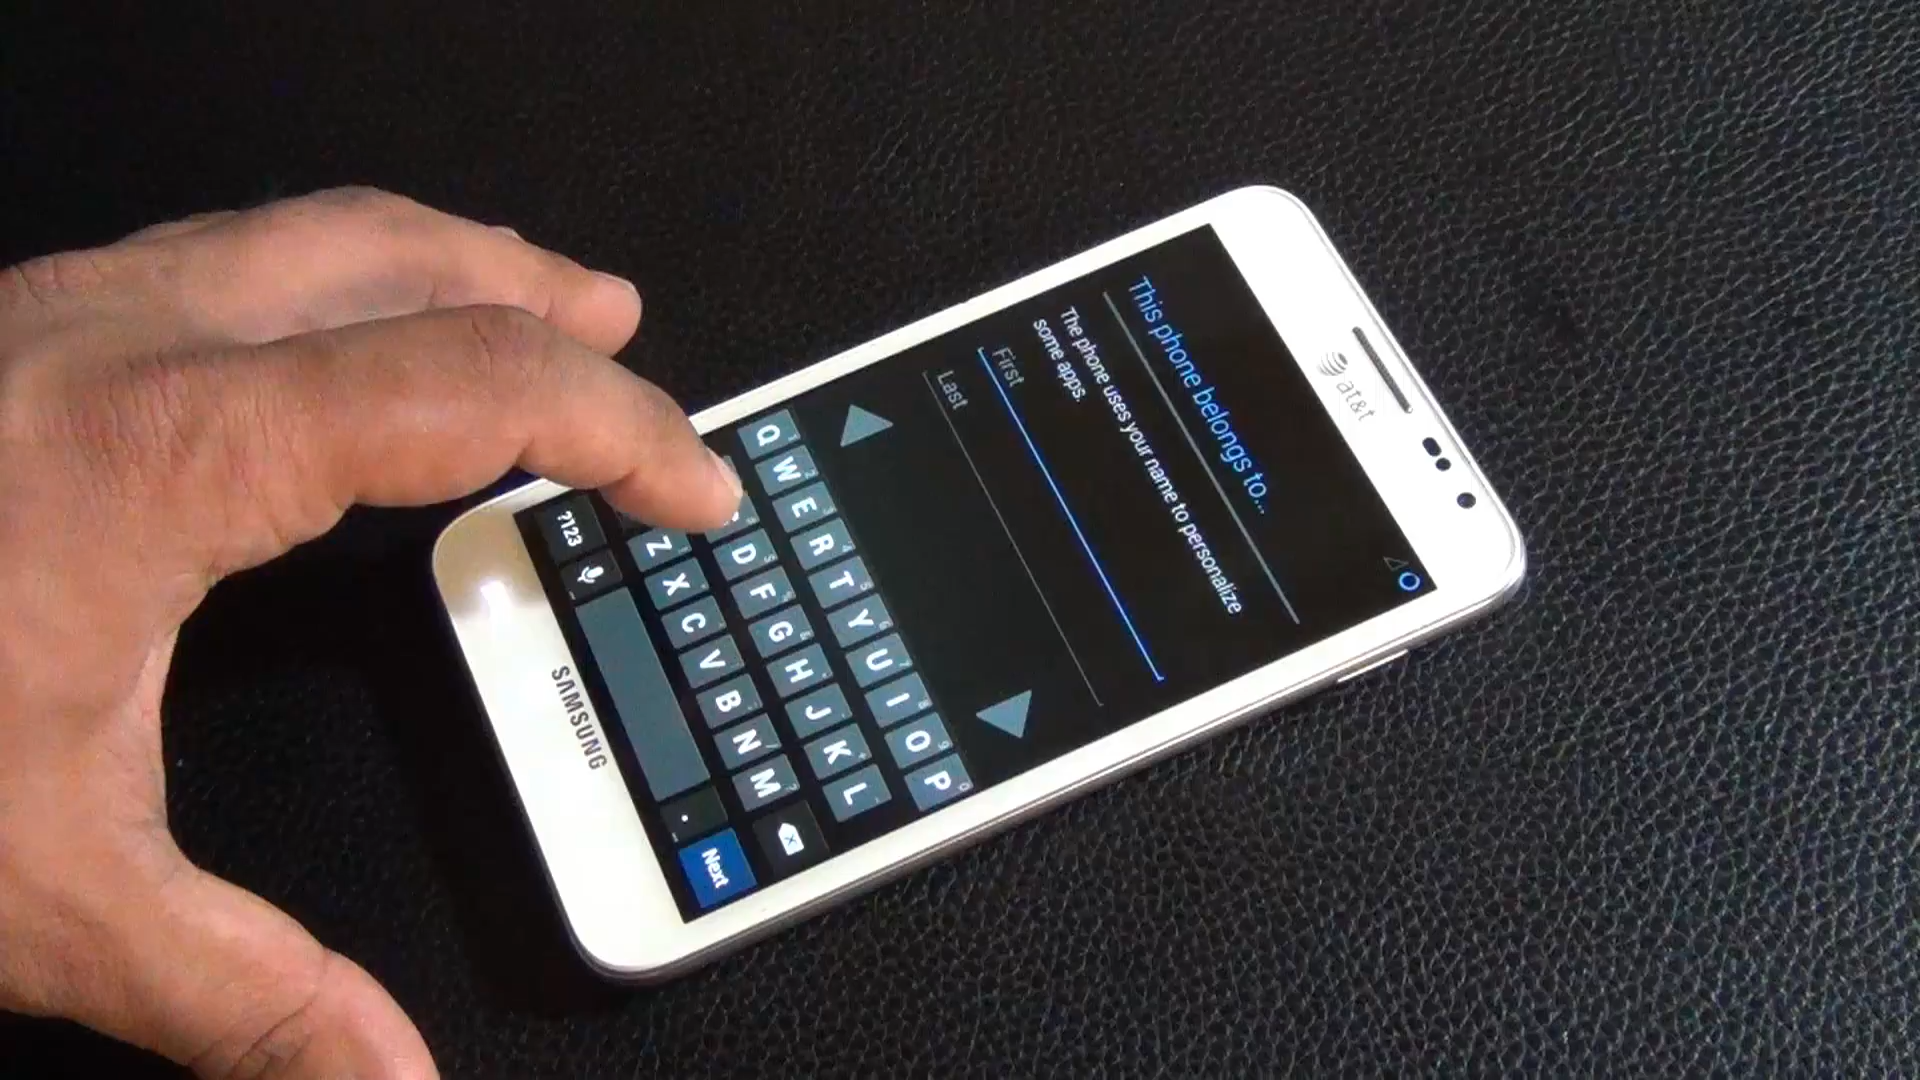 at&t
This phone belongs to...
The phone uses your name to personalize
some apps.
First
Last
Q W E R T Y U I O P
D F G H J K L
Z X C V B N M
?123 . Next
SAMSUNG